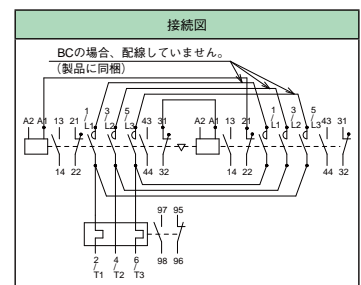 接続図
BCの場合、配線していません。
(製品に同梱)
A2 A1 13 21 1/L1 3/L2 5/L3 43 31 A2 A1 13 21 1/L1 3/L2 5/L3 43 31
14 22 44 32 14 22 44 32
97 95
98 96
2/T1 4/T2 6/T3